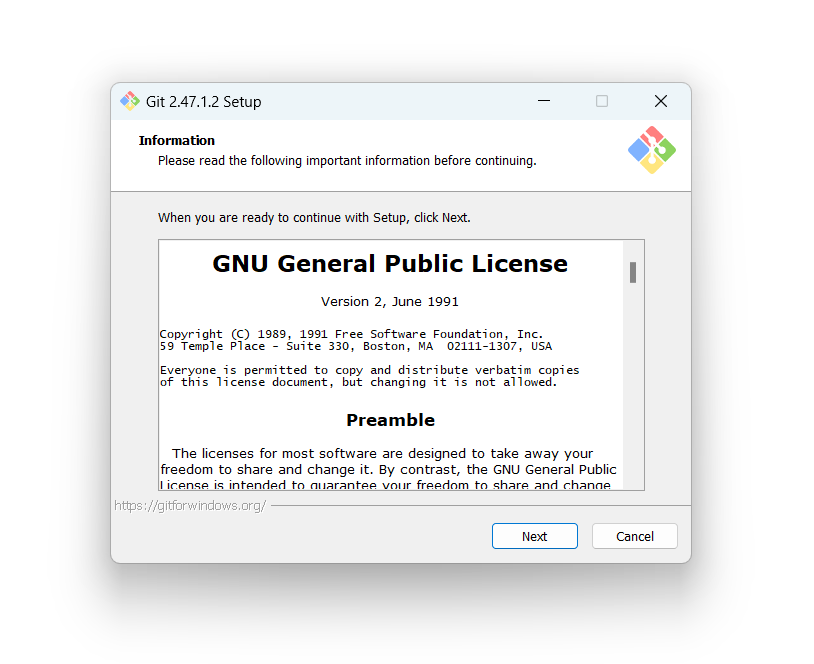 Git 2.47.1.2 Setup
Information
Please read the following important information before continuing.
When you are ready to continue with Setup, click Next.
GNU General Public License
Version 2, June 1991
Copyright (C) 1989, 1991 Free Software Foundation, Inc.
59 Temple Place - Suite 330, Boston, MA  02111-1307, USA
Everyone is permitted to copy and distribute verbatim copies
of this license document, but changing it is not allowed.
Preamble
The licenses for most software are designed to take away your
freedom to share and change it. By contrast, the GNU General Public
License is intended to guarantee your freedom to share and change
https://gitforwindows.org/
Next
Cancel